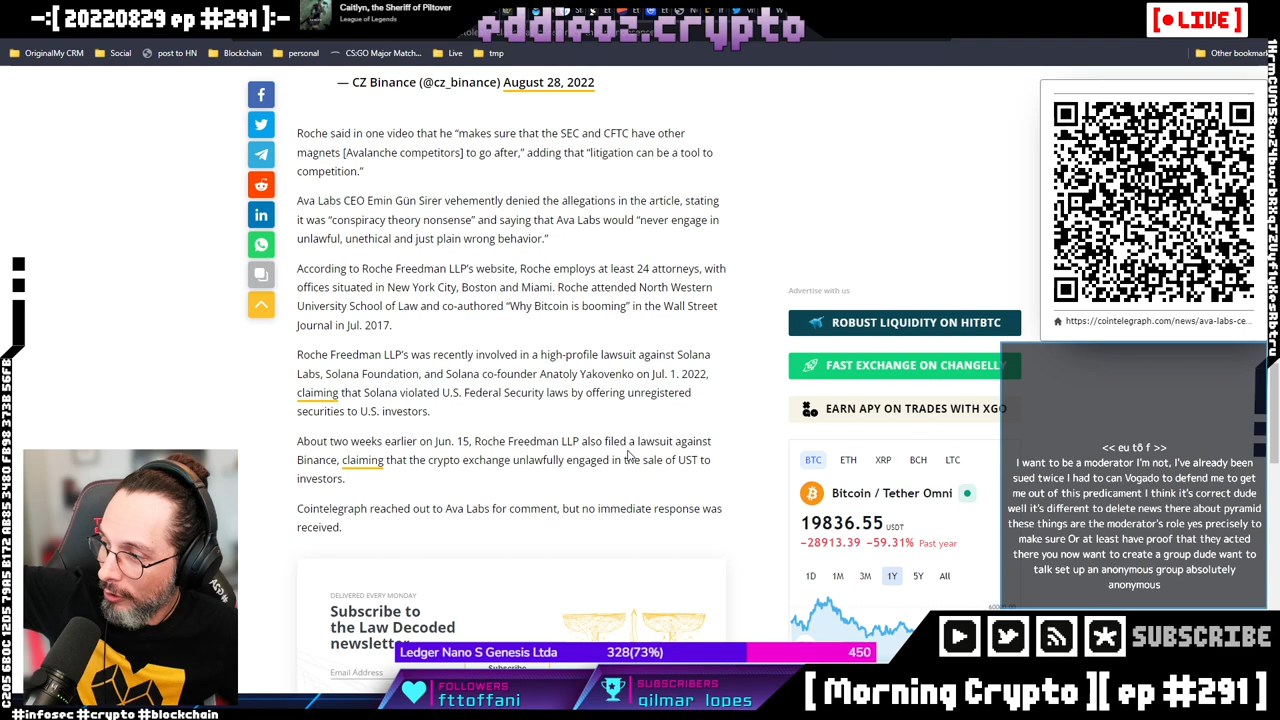 -:[ 20220829 ep #291]:-
Caitlyn, the Sheriff of Piltover
League of Legends
eddieoz.crypto
[•LIVE]
OriginalMy CRM
Social
post to HN
Blockchain
personal
CS:GO Major Match...
Live
tmp
Other bookmar
— CZ Binance (@cz_binance) August 28, 2022
Roche said in one video that he “makes sure that the SEC and CFTC have other
magnets [Avalanche competitors] to go after,” adding that “litigation can be a tool to
competition.”
Ava Labs CEO Emin Gün Sirer vehemently denied the allegations in the article, stating
it was “conspiracy theory nonsense” and saying that Ava Labs would “never engage in
unlawful, unethical and just plain wrong behavior.”
According to Roche Freedman LLP’s website, Roche employs at least 24 attorneys, with
offices situated in New York City, Boston and Miami. Roche attended North Western
University School of Law and co-authored “Why Bitcoin is booming” in the Wall Street
Journal in Jul. 2017.
Roche Freedman LLP’s was recently involved in a high-profile lawsuit against Solana
Labs, Solana Foundation, and Solana co-founder Anatoly Yakovenko on Jul. 1. 2022,
claiming that Solana violated U.S. Federal Security laws by offering unregistered
securities to U.S. investors.
About two weeks earlier on Jun. 15, Roche Freedman LLP also filed a lawsuit against
Binance, claiming that the crypto exchange unlawfully engaged in the sale of UST to
investors.
Cointelegraph reached out to Ava Labs for comment, but no immediate response was
received.
DELIVERED EVERY MONDAY
Subscribe to
the Law Decoded
newsletter
Email Address
Subscribe
Advertise with us
ROBUST LIQUIDITY ON HITBTC
FAST EXCHANGE ON CHANGELLY
EARN APY ON TRADES WITH XGO
BTC
ETH
XRP
BCH
LTC
Bitcoin / Tether Omni
19836.55 USDT
−28913.39 −59.31% Past year
1D
1M
3M
1Y
5Y
All
https://cointelegraph.com/news/ava-labs-ce...
<< eu tô f >>
I want to be a moderator I'm not, I've already been
sued twice I had to can Vogado to defend me to get
me out of this predicament I think it's correct dude
well it's different to delete news there about pyramid
these things are the moderator's role yes precisely to
make sure Or at least have proof that they acted
there you now want to create a group dude want to
talk set up an anonymous group absolutely
anonymous
Ledger Nano S Genesis Ltda
328(73%)
450
FOLLOWERS
fttoffani
SUBSCRIBERS
gilmar_lopes
SUBSCRIBE
[ Morning Crypto ][ ep #291 ]
#infosec #crypto #blockchain